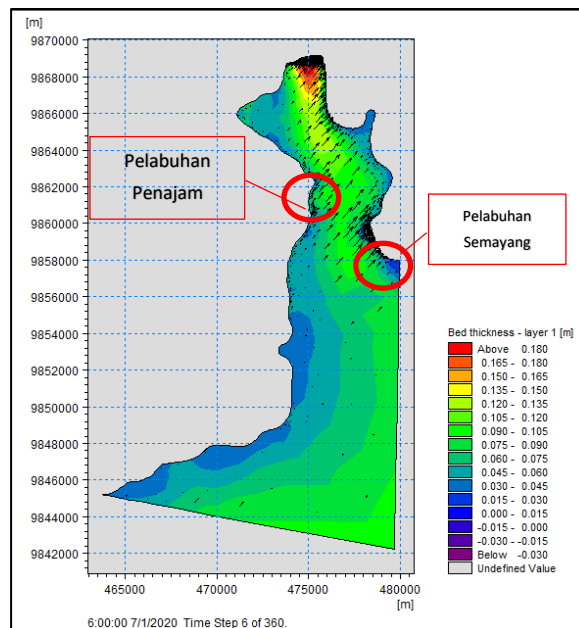 [m]
9870000
9868000
9866000
9864000
9862000
9860000
9858000
9856000
9854000
9852000
9850000
9848000
9846000
9844000
9842000
Pelabuhan
Penajam
Pelabuhan
Semayang
465000 470000 475000 480000
[m]
6:00:00 7/1/2020 Time Step 6 of 360.
Bed thickness - layer 1 [m]
Above 0.180
0.165 - 0.180
0.150 - 0.165
0.135 - 0.150
0.120 - 0.135
0.105 - 0.120
0.090 - 0.105
0.075 - 0.090
0.060 - 0.075
0.045 - 0.060
0.030 - 0.045
0.015 - 0.030
0.000 - 0.015
-0.015 - 0.000
-0.030 - -0.015
Below -0.030
Undefined Value